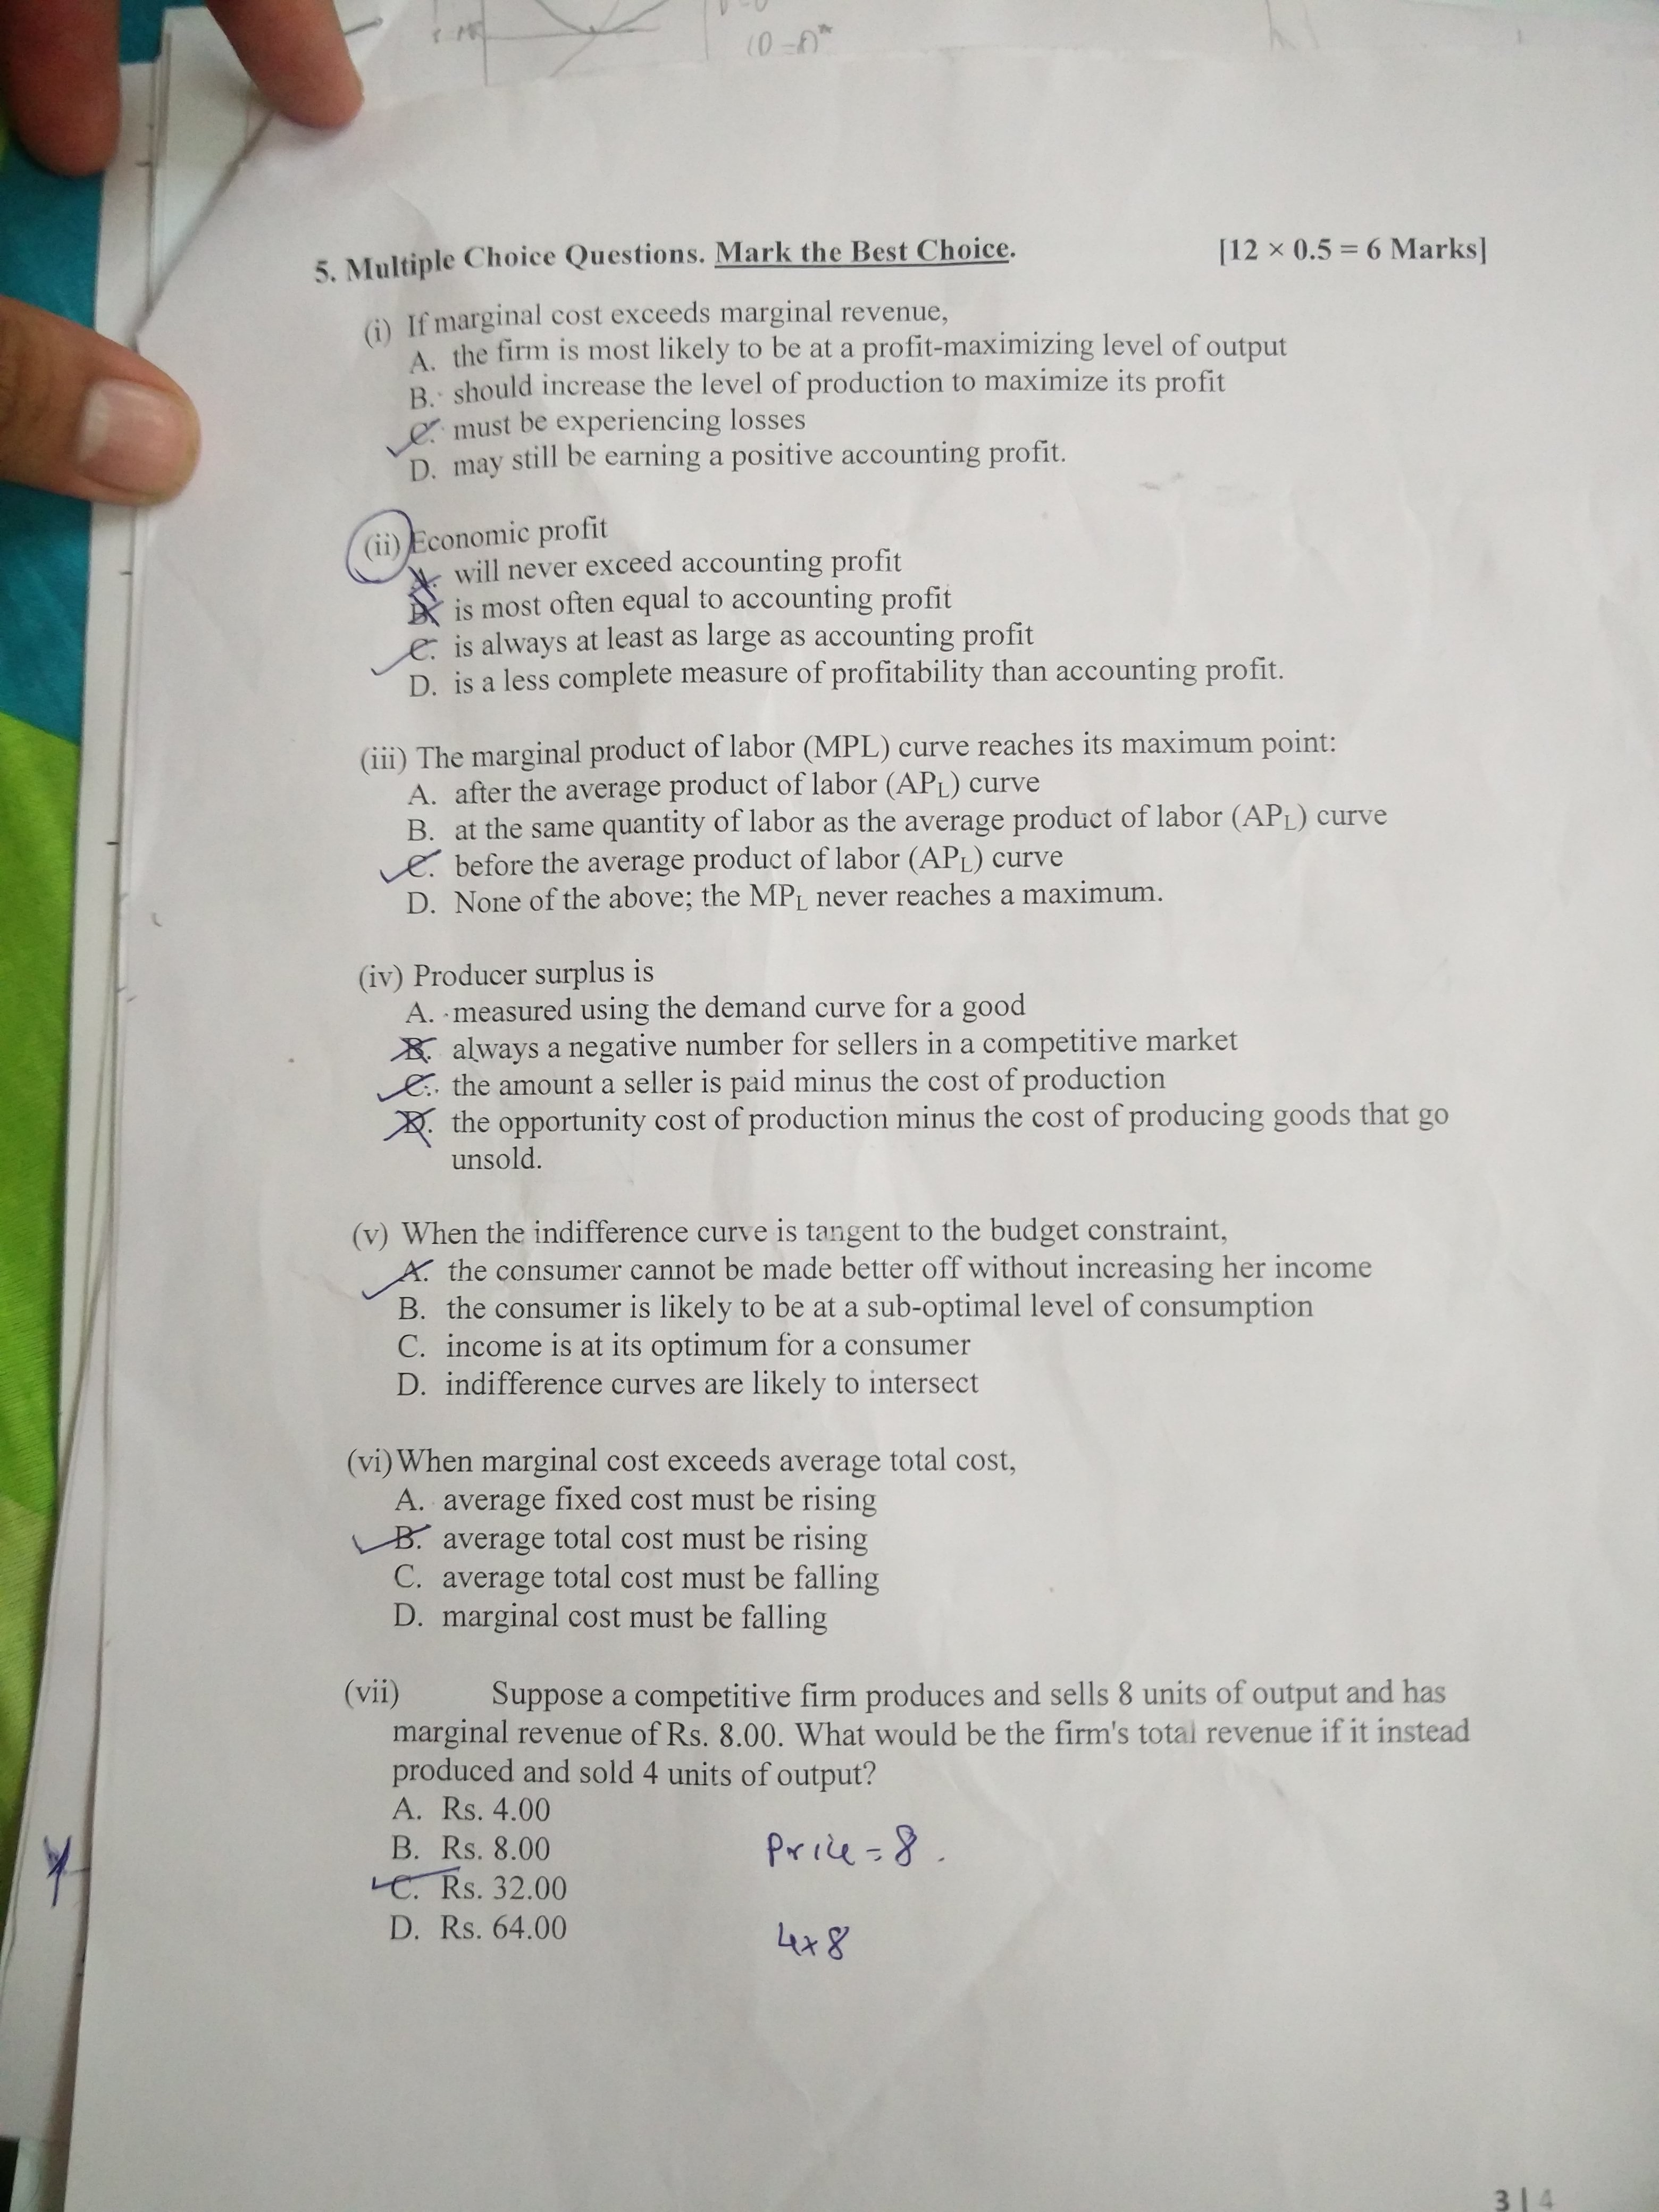 (D-A)*
5. Multiple Choice Questions. Mark the Best Choice. [12 × 0.5 = 6 Marks]
(i) If marginal cost exceeds marginal revenue,
A. the firm is most likely to be at a profit-maximizing level of output
B. should increase the level of production to maximize its profit
C. must be experiencing losses
D. may still be earning a positive accounting profit.
(ii) Economic profit
A. will never exceed accounting profit
B. is most often equal to accounting profit
C. is always at least as large as accounting profit
D. is a less complete measure of profitability than accounting profit.
(iii) The marginal product of labor (MPL) curve reaches its maximum point:
A. after the average product of labor (APL) curve
B. at the same quantity of labor as the average product of labor (APL) curve
C. before the average product of labor (APL) curve
D. None of the above; the MPL never reaches a maximum.
(iv) Producer surplus is
A. measured using the demand curve for a good
B. always a negative number for sellers in a competitive market
C. the amount a seller is paid minus the cost of production
D. the opportunity cost of production minus the cost of producing goods that go
unsold.
(v) When the indifference curve is tangent to the budget constraint,
A. the consumer cannot be made better off without increasing her income
B. the consumer is likely to be at a sub-optimal level of consumption
C. income is at its optimum for a consumer
D. indifference curves are likely to intersect
(vi) When marginal cost exceeds average total cost,
A. average fixed cost must be rising
B. average total cost must be rising
C. average total cost must be falling
D. marginal cost must be falling
(vii) Suppose a competitive firm produces and sells 8 units of output and has
marginal revenue of Rs. 8.00. What would be the firm's total revenue if it instead
produced and sold 4 units of output?
A. Rs. 4.00
B. Rs. 8.00
Price = 8.
C. Rs. 32.00
D. Rs. 64.00
4×8
3 | 4